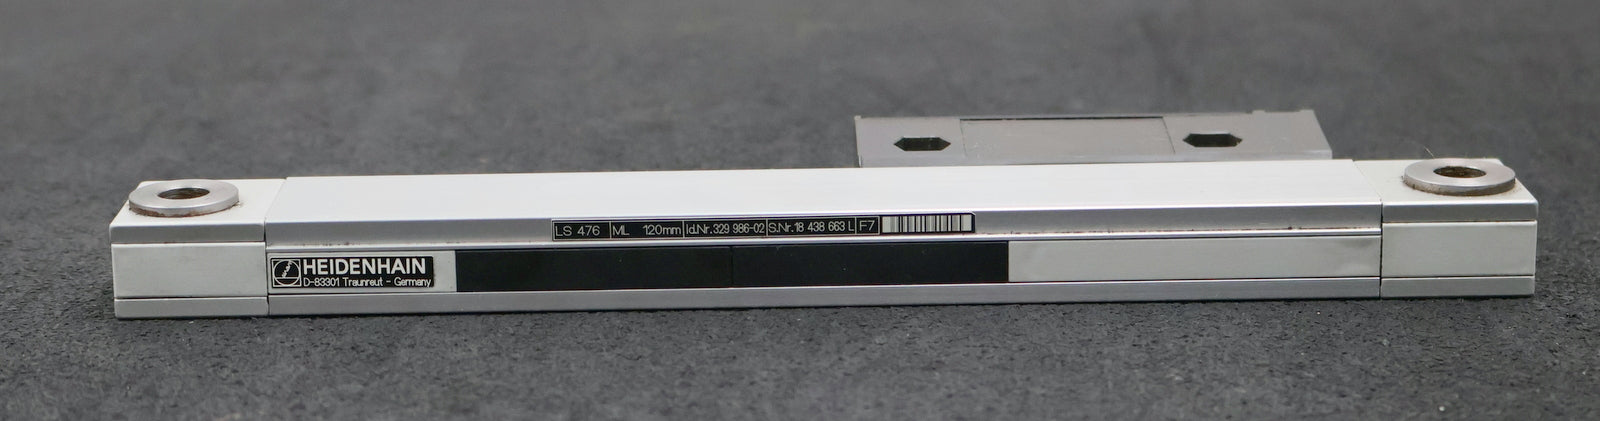 LS 476 ML 120mm Id.Nr. 329 986-02 S.Nr. 18 438 663 L F7
HEIDENHAIN
D-83301 Traunreut - Germany